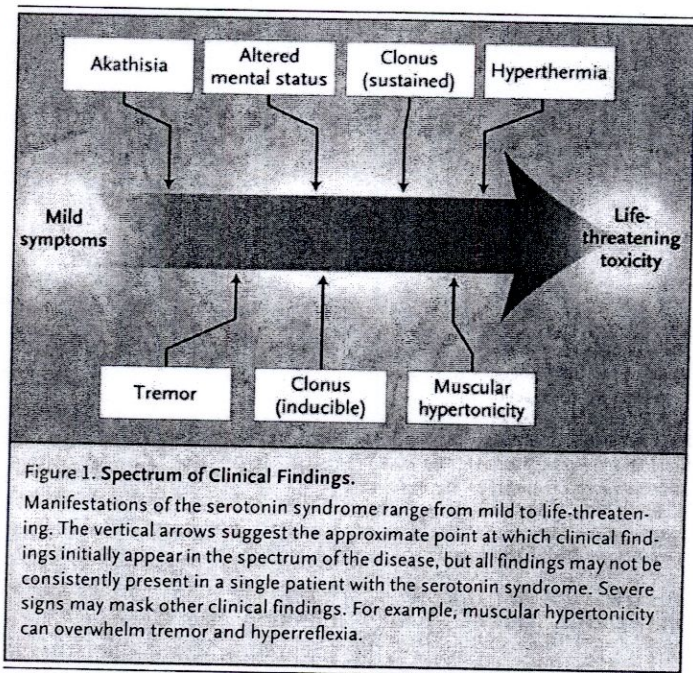 Akathisia
Altered
mental status
Clonus
(sustained)
Hyperthermia
Mild
symptoms
Life-
threatening
toxicity
Tremor
Clonus
(inducible)
Muscular
hypertonicity
Figure 1. Spectrum of Clinical Findings.
Manifestations of the serotonin syndrome range from mild to life-threaten-
ing. The vertical arrows suggest the approximate point at which clinical find-
ings initially appear in the spectrum of the disease, but all findings may not be
consistently present in a single patient with the serotonin syndrome. Severe
signs may mask other clinical findings. For example, muscular hypertonicity
can overwhelm tremor and hyperreflexia.